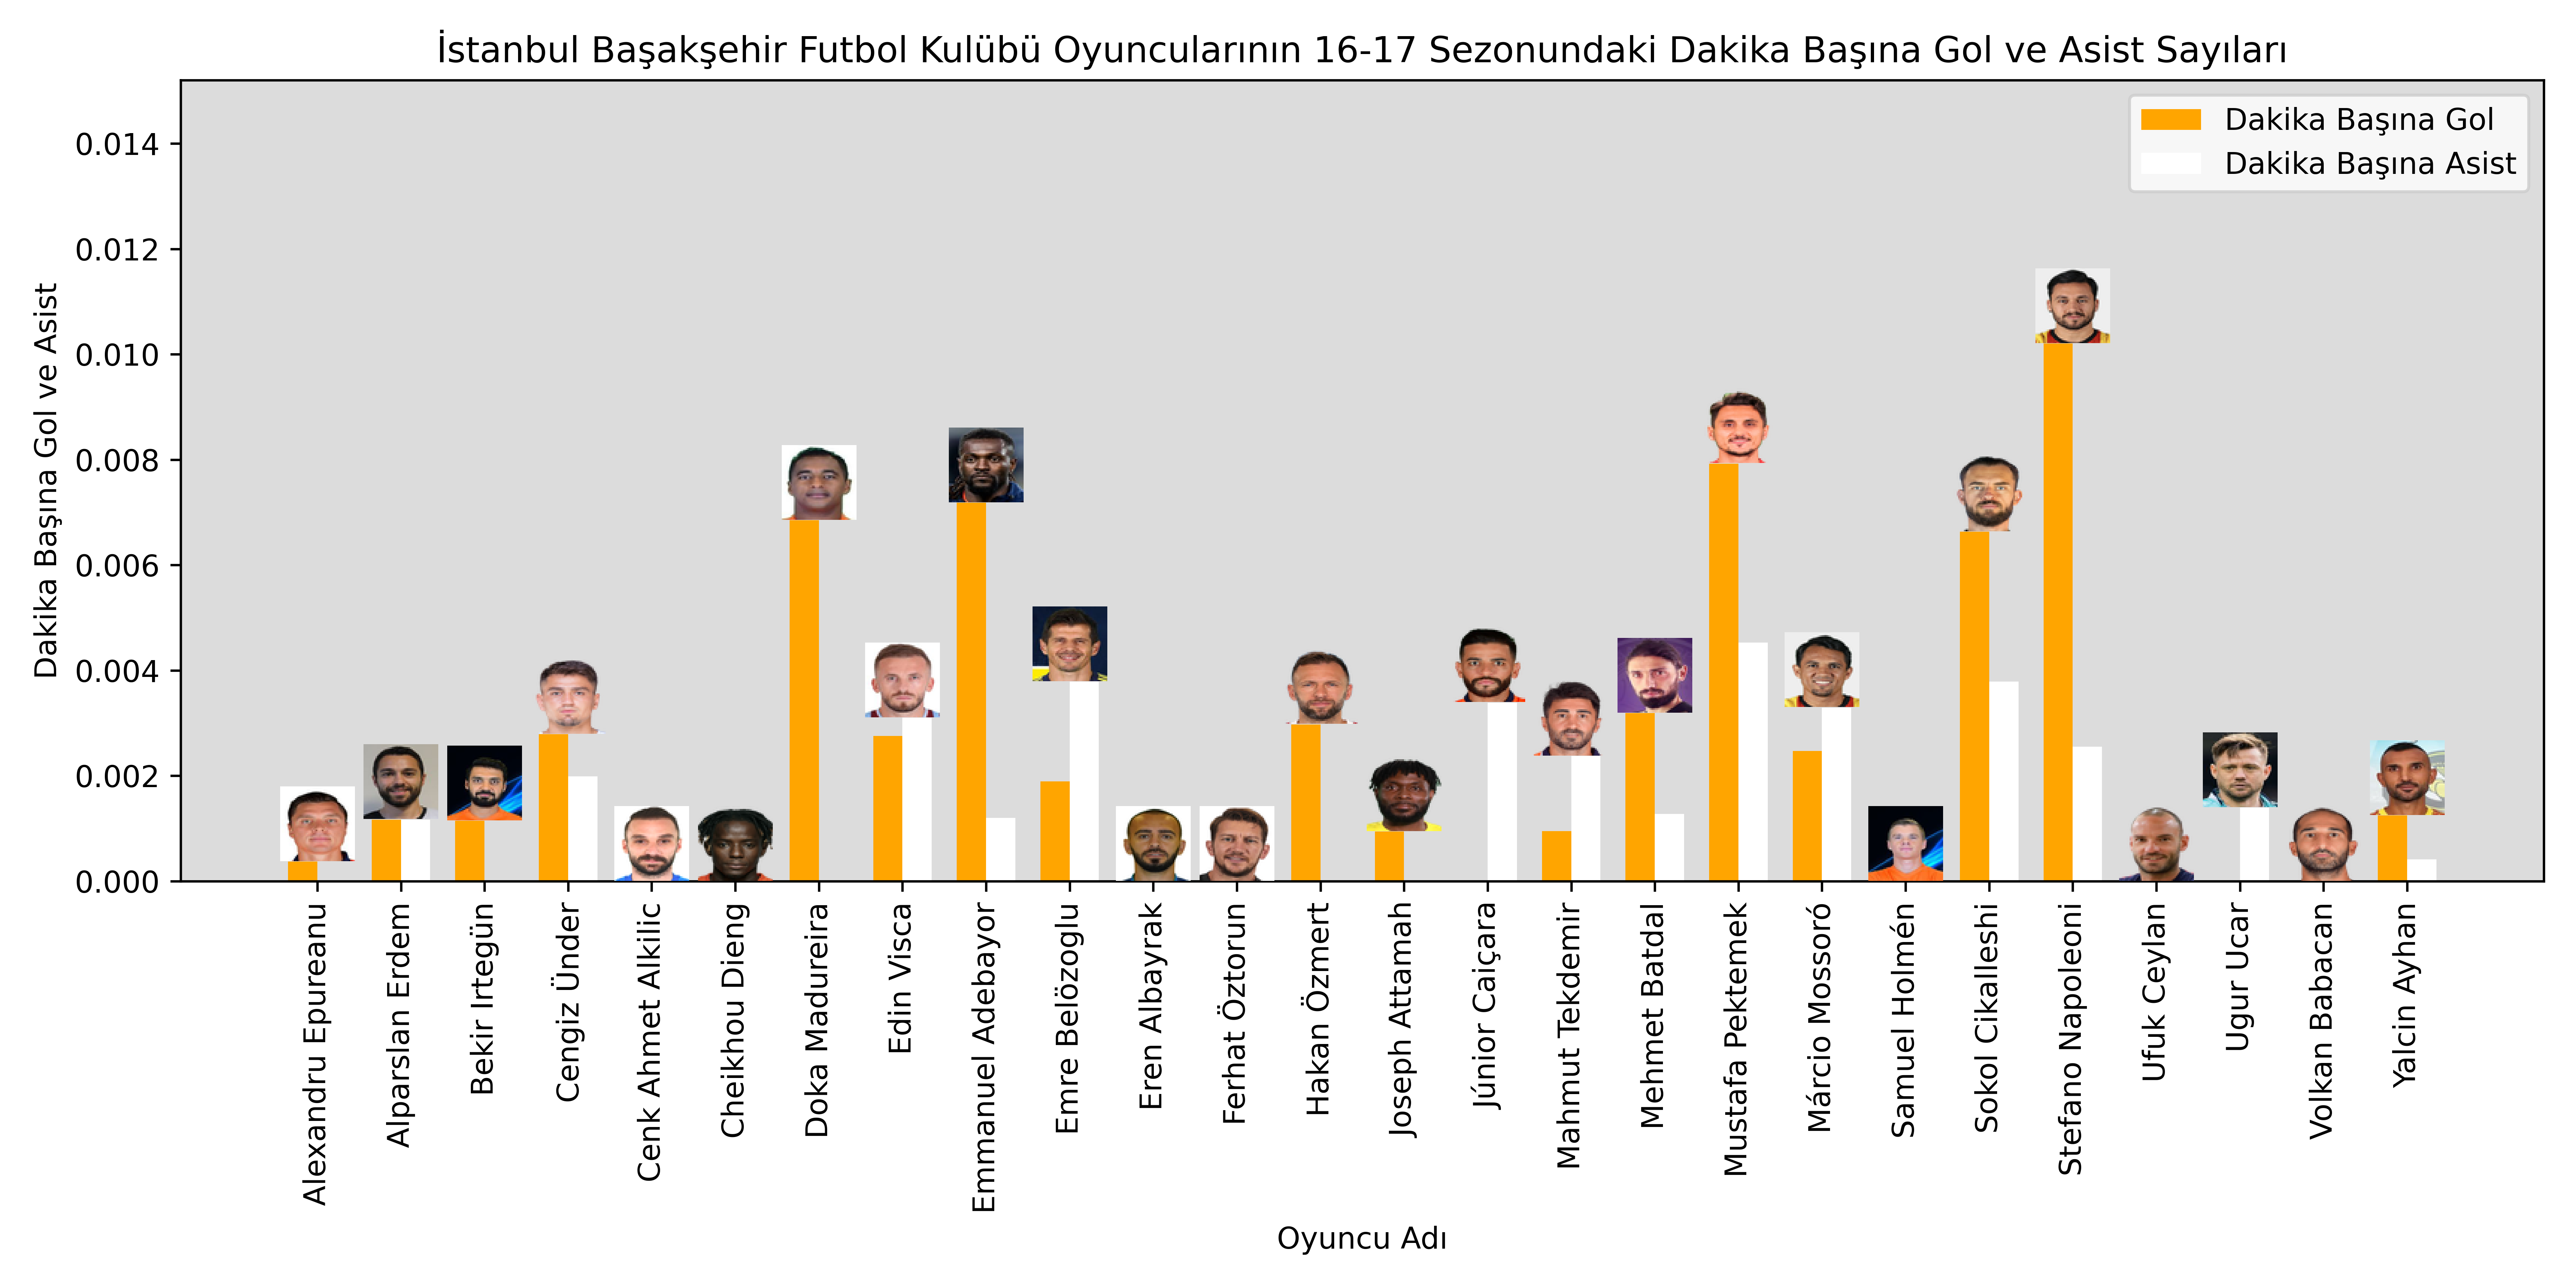 İstanbul Başakşehir Futbol Kulübü Oyuncularının 16-17 Sezonundaki Dakika Başına Gol ve Asist Sayıları
Dakika Başına Gol
Dakika Başına Asist
Dakika Başına Gol ve Asist
0.014
0.012
0.010
0.008
0.006
0.004
0.002
0.000
Alexandru Epureanu
Alparslan Erdem
Bekir Irtegün
Cengiz Ünder
Cenk Ahmet Alkilic
Cheikhou Dieng
Doka Madureira
Edin Visca
Emmanuel Adebayor
Emre Belözoglu
Eren Albayrak
Ferhat Öztorun
Hakan Özmert
Joseph Attamah
Júnior Caiçara
Mahmut Tekdemir
Mehmet Batdal
Mustafa Pektemek
Márcio Mossoró
Samuel Holmén
Sokol Cikalleshi
Stefano Napoleoni
Ufuk Ceylan
Ugur Ucar
Volkan Babacan
Yalcin Ayhan
Oyuncu Adı